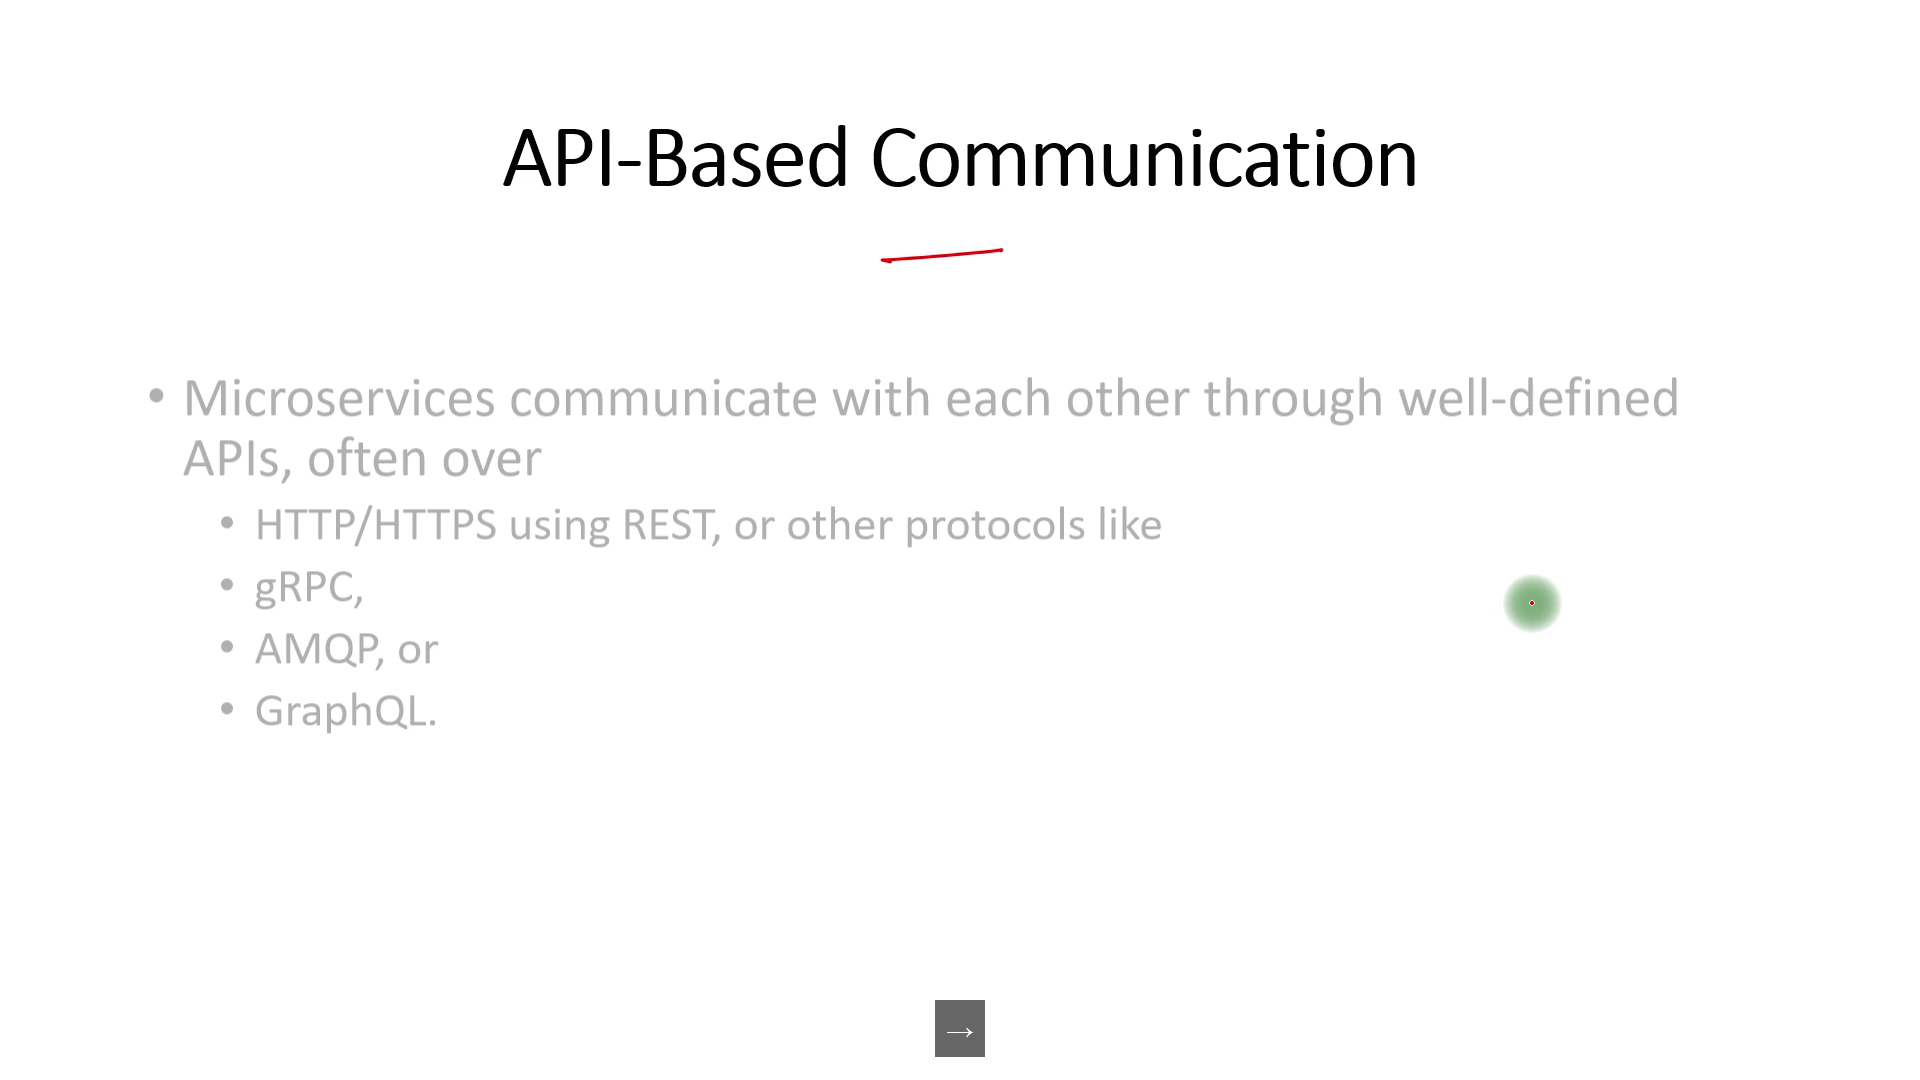 API-Based Communication
• Microservices communicate with each other through well-defined
APIs, often over
• HTTP/HTTPS using REST, or other protocols like
• gRPC,
• AMQP, or
• GraphQL.
→